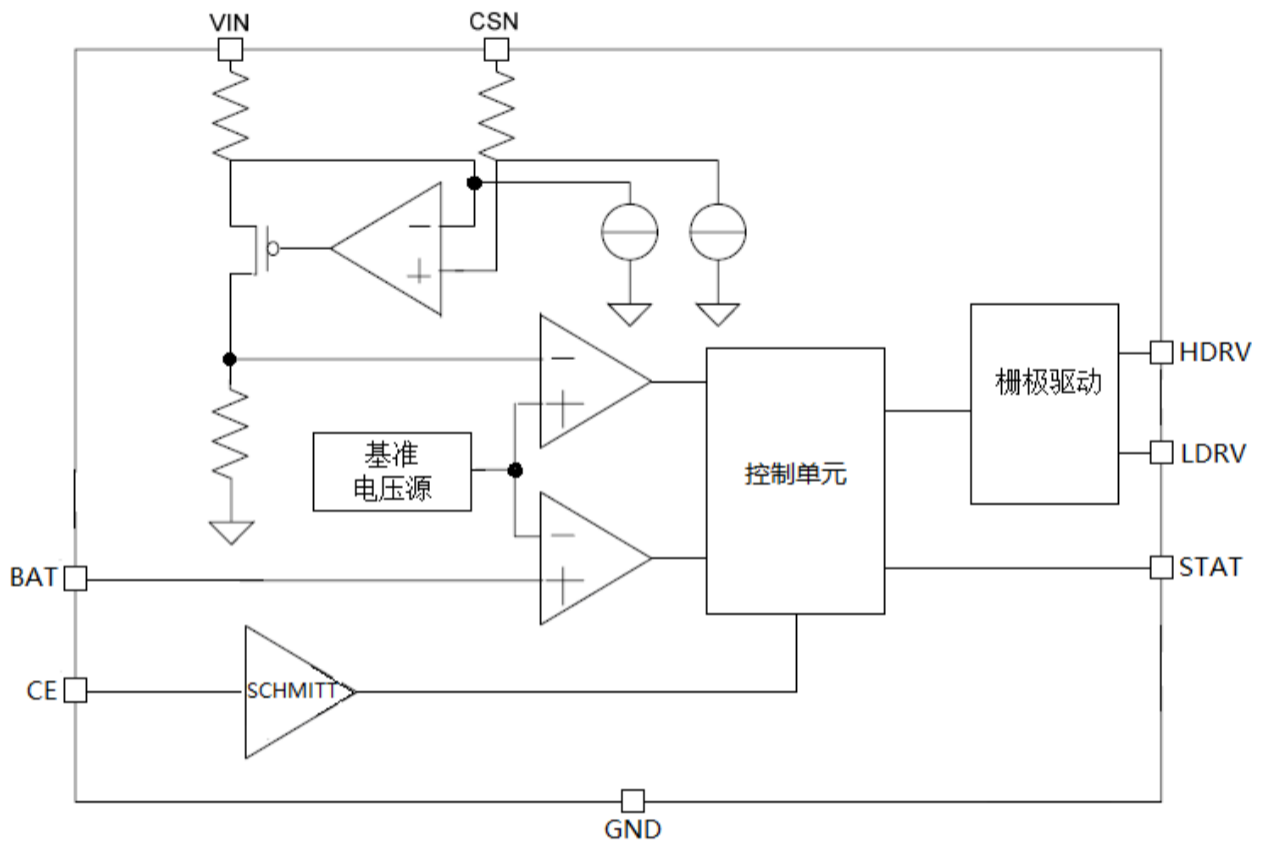 VIN
CSN
HDRV
栅极驱动
基准
电压源
控制单元
LDRV
STAT
BAT
CE
SCHMITT
GND